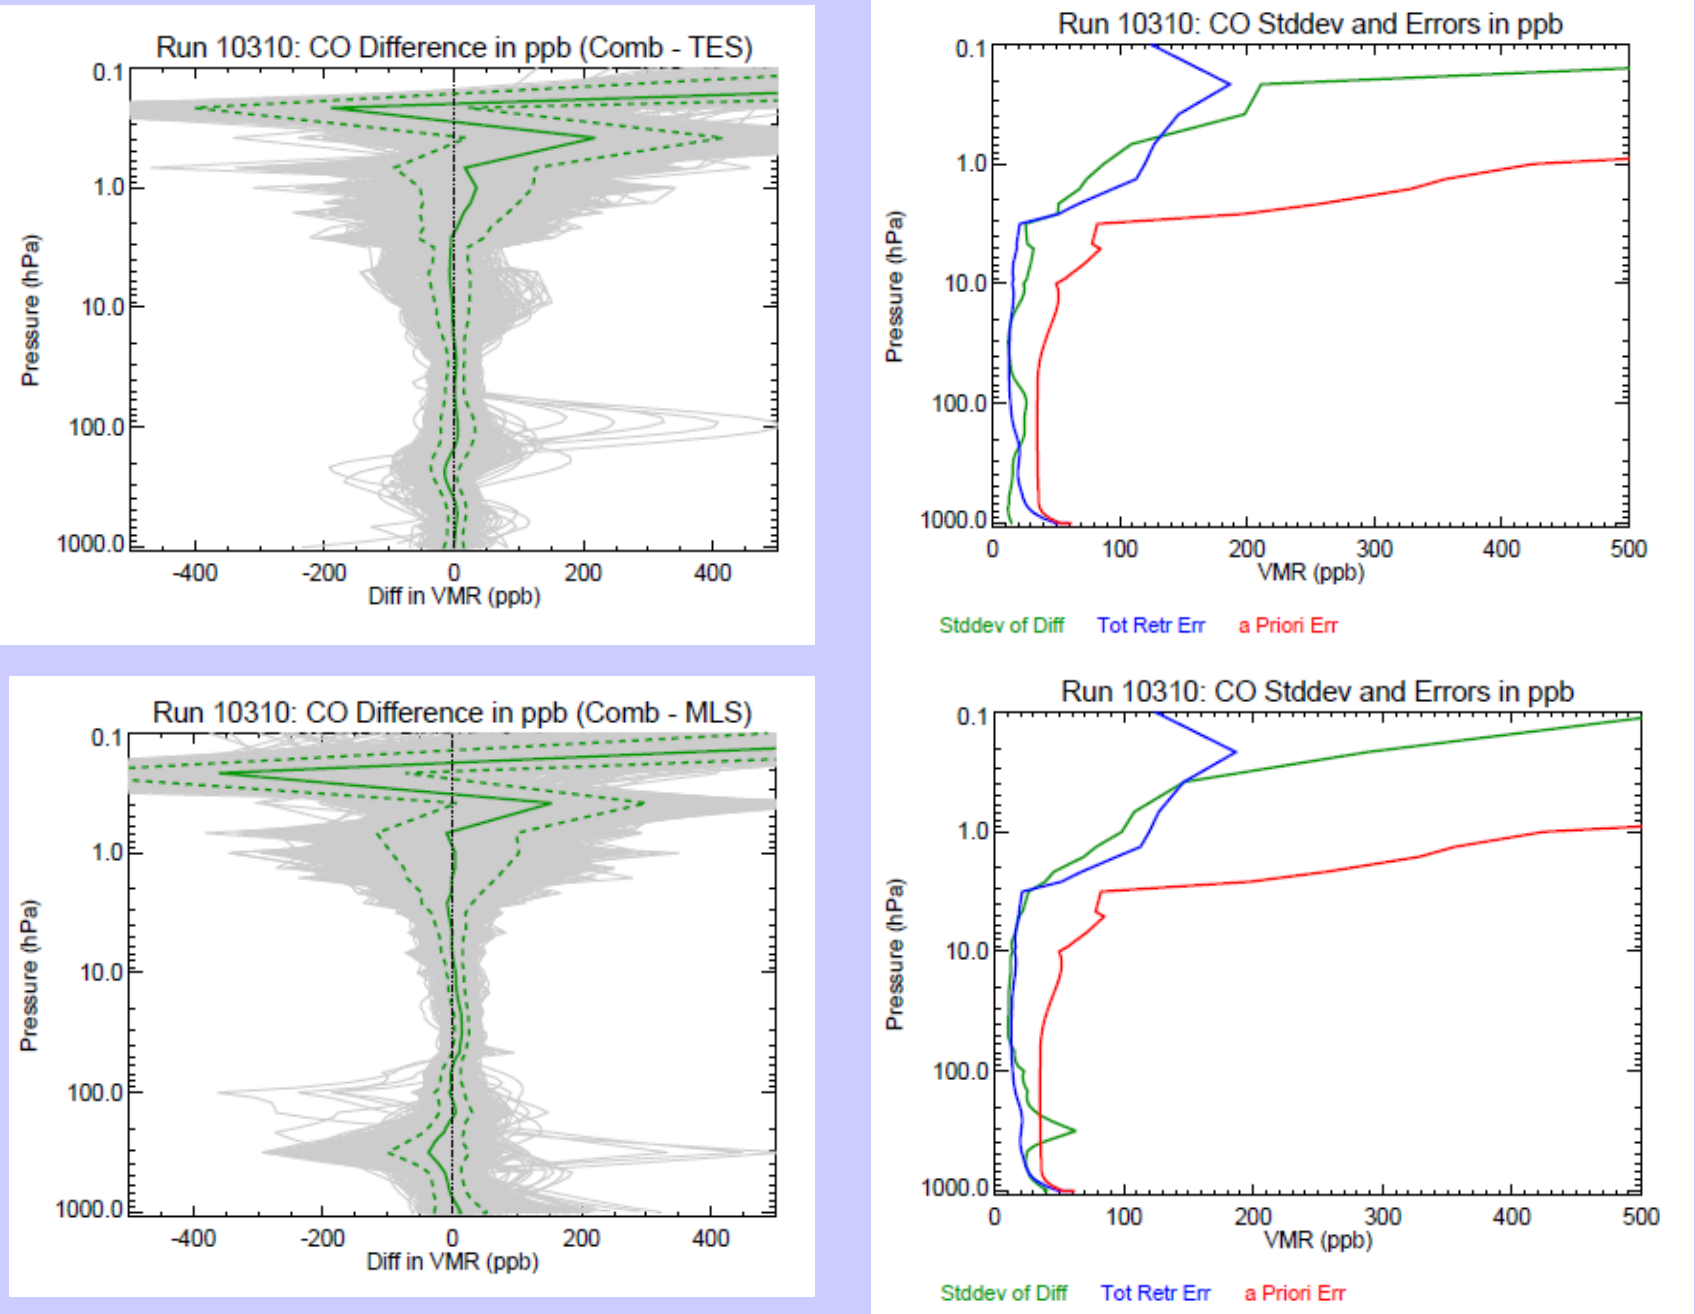 Run 10310: CO Difference in ppb (Comb - TES)
0.1
1.0
10.0
100.0
1000.0
Pressure (hPa)
-400 -200 0 200 400
Diff in VMR (ppb)
Run 10310: CO Stddev and Errors in ppb
0.1
1.0
10.0
100.0
1000.0
Pressure (hPa)
0 100 200 300 400 500
VMR (ppb)
Stddev of Diff Tot Retr Err a Priori Err
Run 10310: CO Difference in ppb (Comb - MLS)
0.1
1.0
10.0
100.0
1000.0
Pressure (hPa)
-400 -200 0 200 400
Diff in VMR (ppb)
Run 10310: CO Stddev and Errors in ppb
0.1
1.0
10.0
100.0
1000.0
Pressure (hPa)
0 100 200 300 400 500
VMR (ppb)
Stddev of Diff Tot Retr Err a Priori Err